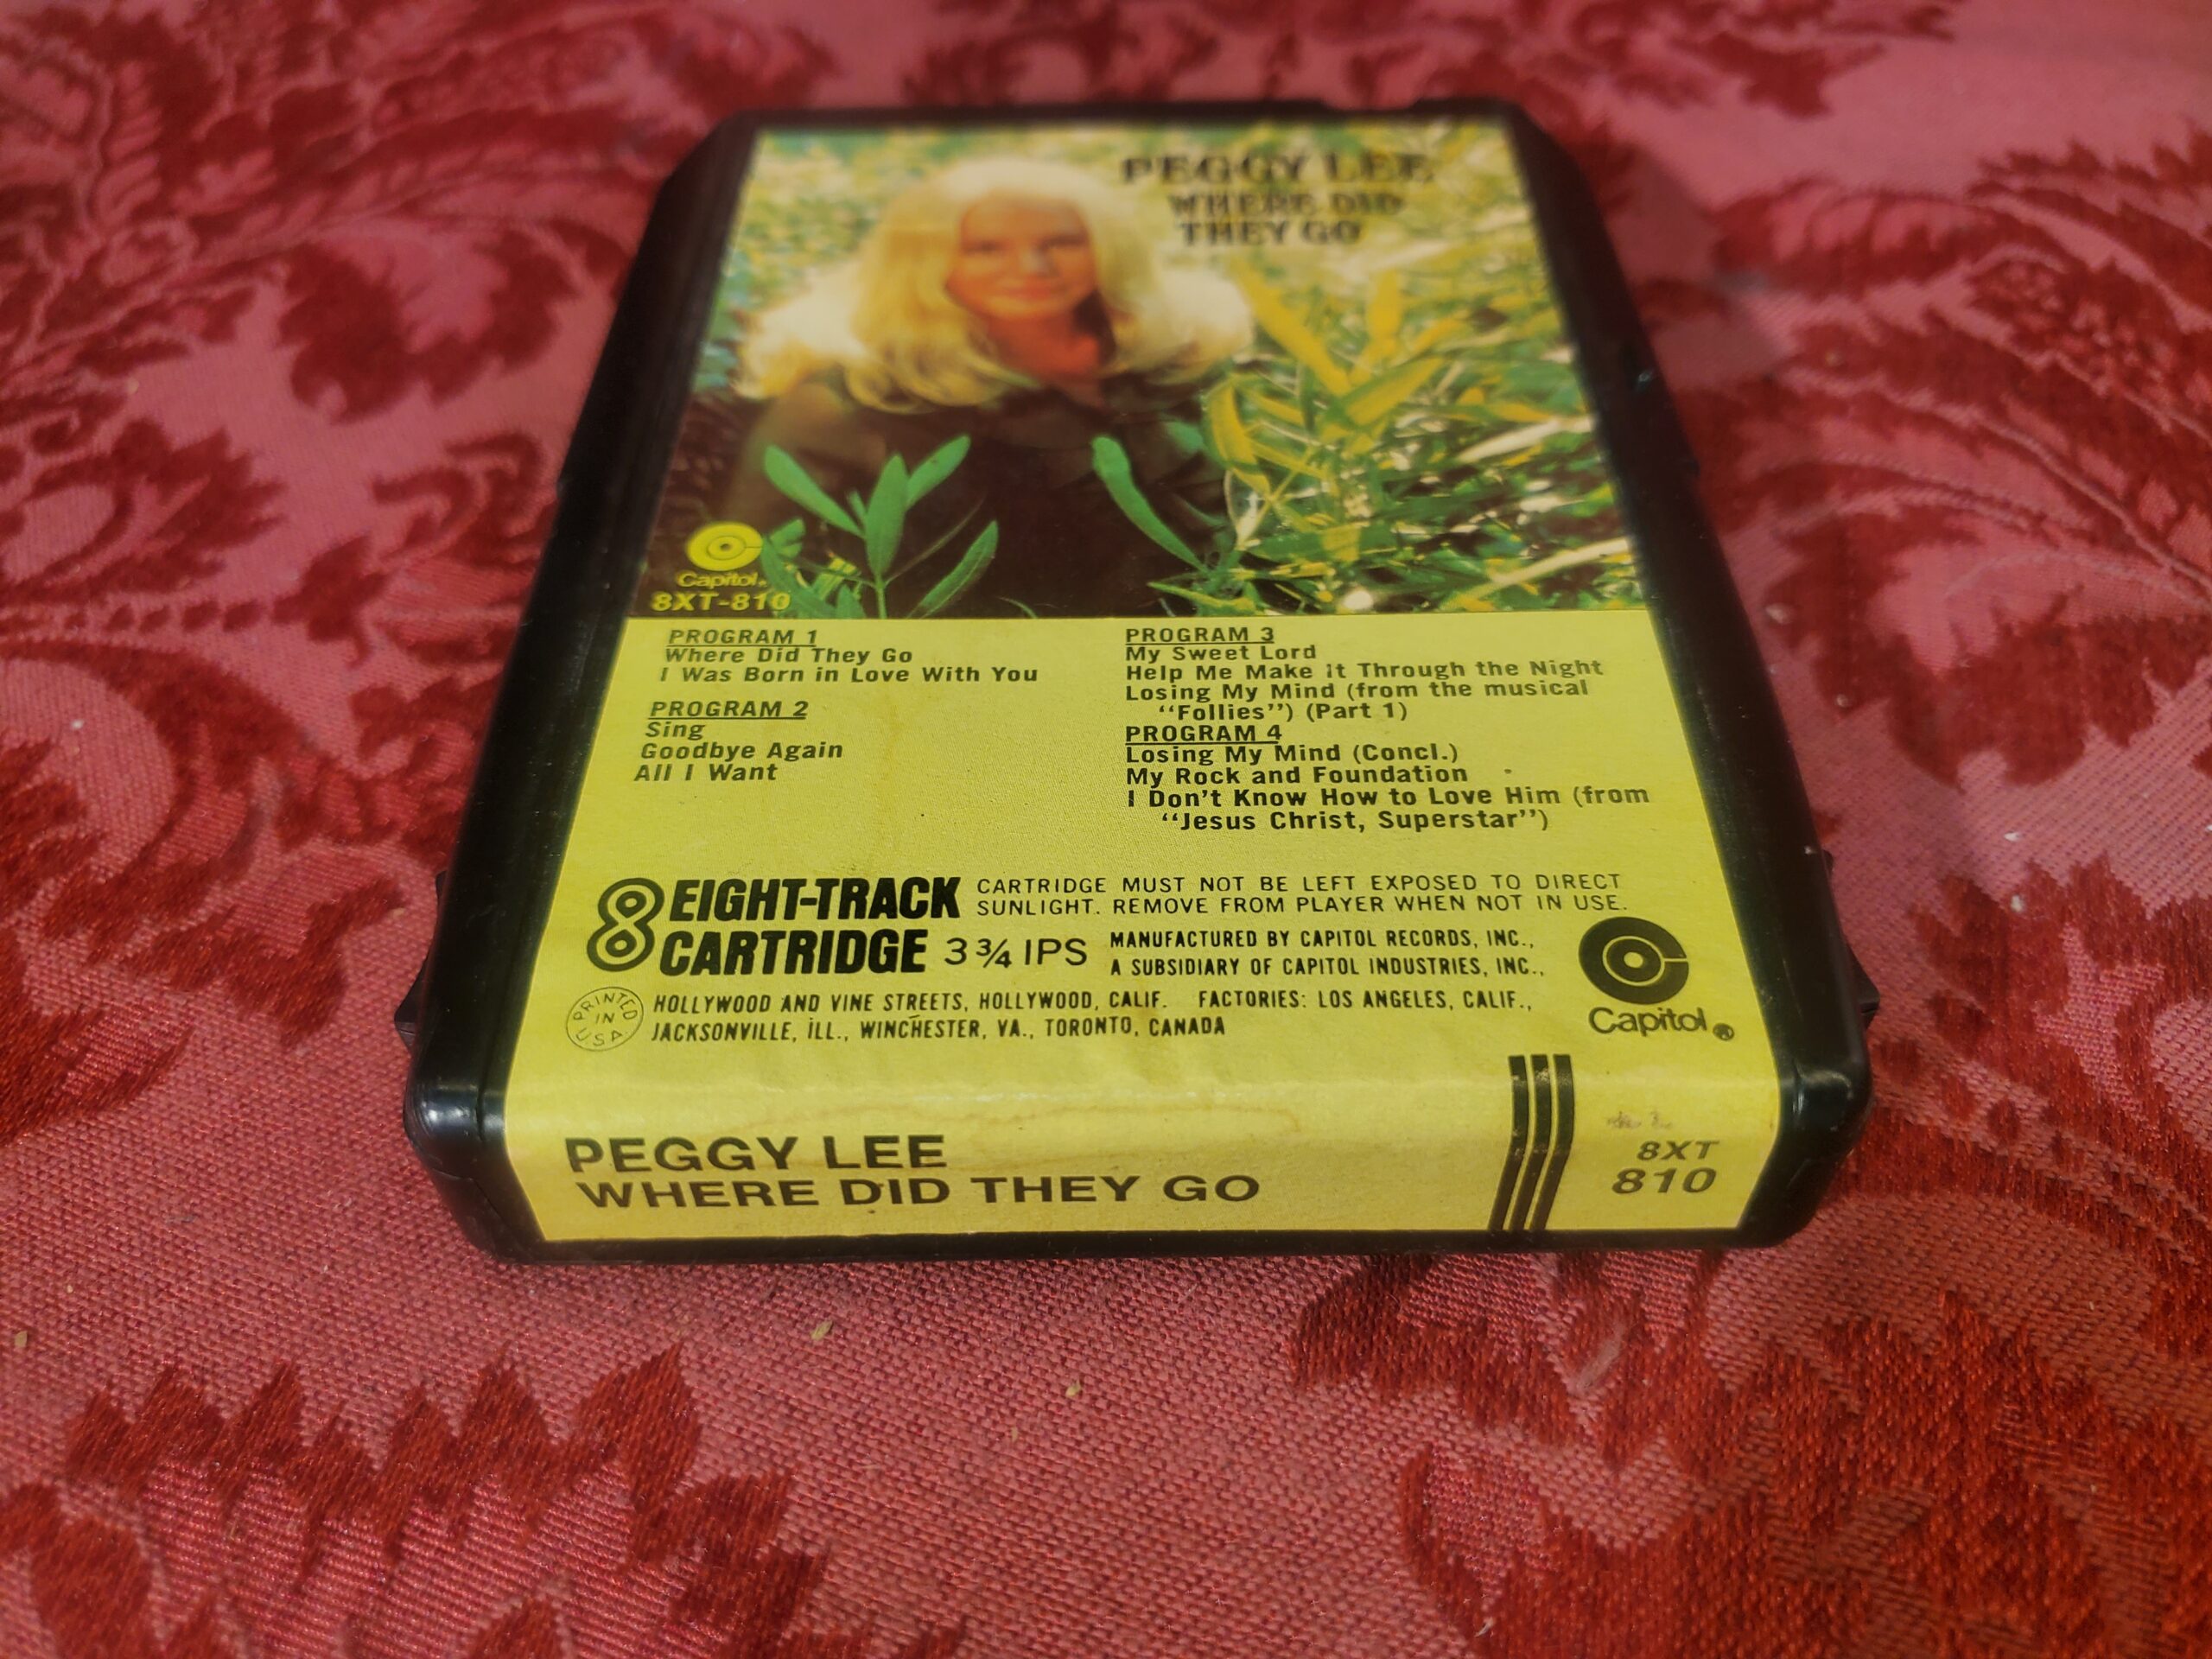 PEGGY LEE
WHERE DID
THEY GO
Capitol®
8XT-810
PROGRAM 1
Where Did They Go
I Was Born in Love With You
PROGRAM 2
Sing
Goodbye Again
All I Want
PROGRAM 3
My Sweet Lord
Help Me Make It Through the Night
Losing My Mind (from the musical
“Follies”) (Part 1)
PROGRAM 4
Losing My Mind (Concl.)
My Rock and Foundation
I Don't Know How to Love Him (from
“Jesus Christ, Superstar”)
8 EIGHT-TRACK
CARTRIDGE 3 ¾ IPS
CARTRIDGE MUST NOT BE LEFT EXPOSED TO DIRECT
SUNLIGHT. REMOVE FROM PLAYER WHEN NOT IN USE.
MANUFACTURED BY CAPITOL RECORDS, INC.,
A SUBSIDIARY OF CAPITOL INDUSTRIES, INC.,
HOLLYWOOD AND VINE STREETS, HOLLYWOOD, CALIF. FACTORIES: LOS ANGELES, CALIF.,
JACKSONVILLE, ILL., WINCHESTER, VA., TORONTO, CANADA
PRINTED IN USA
Capitol®
PEGGY LEE
WHERE DID THEY GO
8XT
810